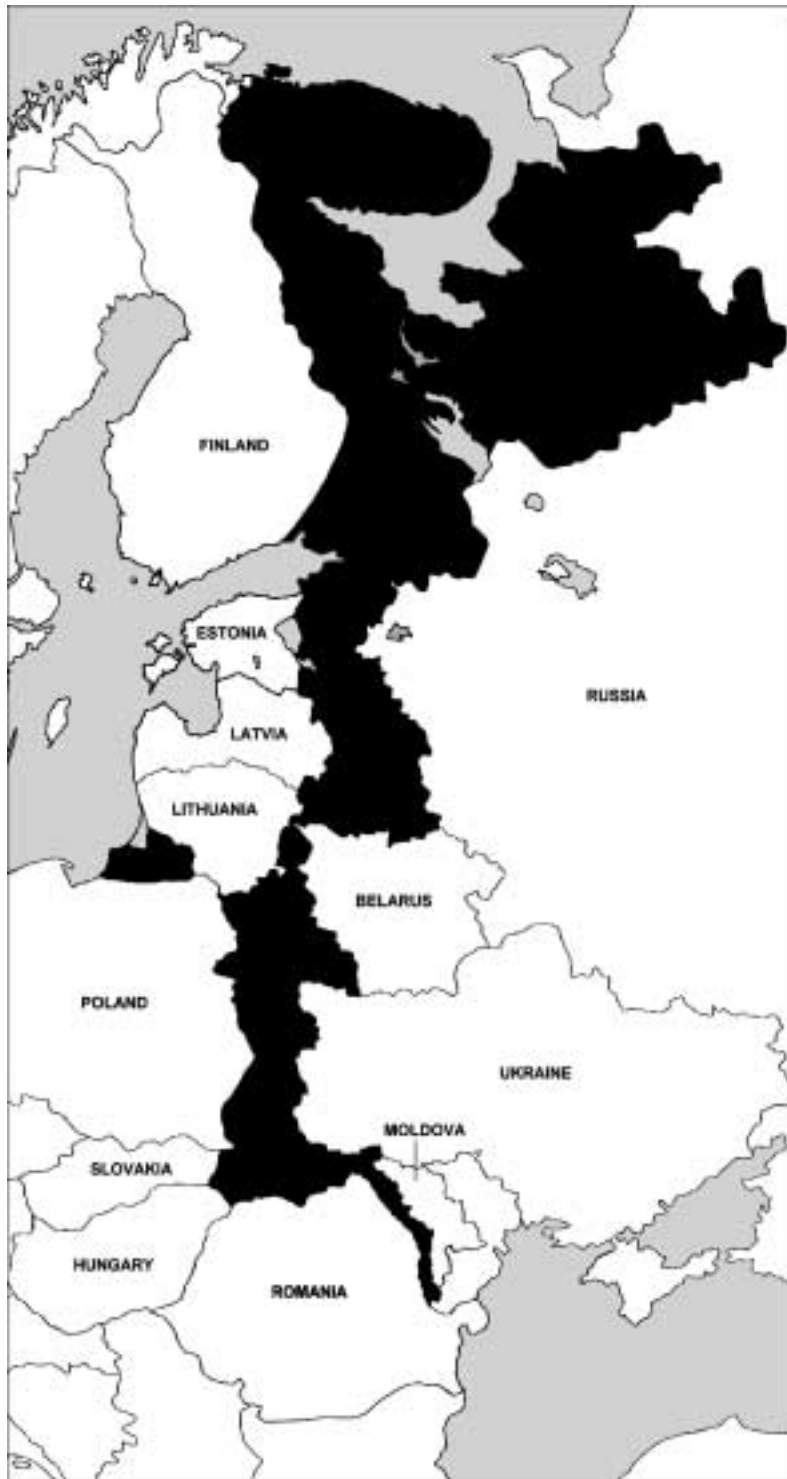 FINLAND
ESTONIA
RUSSIA
LATVIA
LITHUANIA
BELARUS
POLAND
UKRAINE
MOLDOVA
SLOVAKIA
HUNGARY
ROMANIA